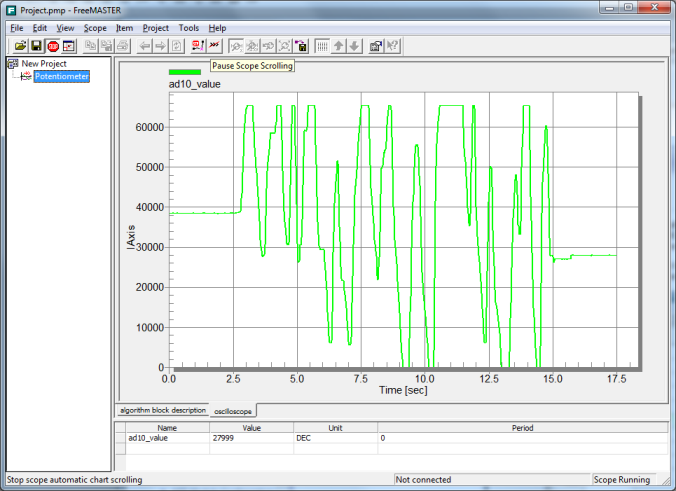 Project.pmp - FreeMASTER
File Edit View Scope Item Project Tools Help
STOP
New Project
Potentiometer
Pause Scope Scrolling
ad10_value
60000
50000
40000
30000
20000
10000
0
IAxis
0.0 2.5 5.0 7.5 10.0 12.5 15.0 17.5
Time [sec]
algorithm block description oscilloscope
Name Value Unit Period
ad10_value 27999 DEC 0
Stop scope automatic chart scrolling Not connected Scope Running